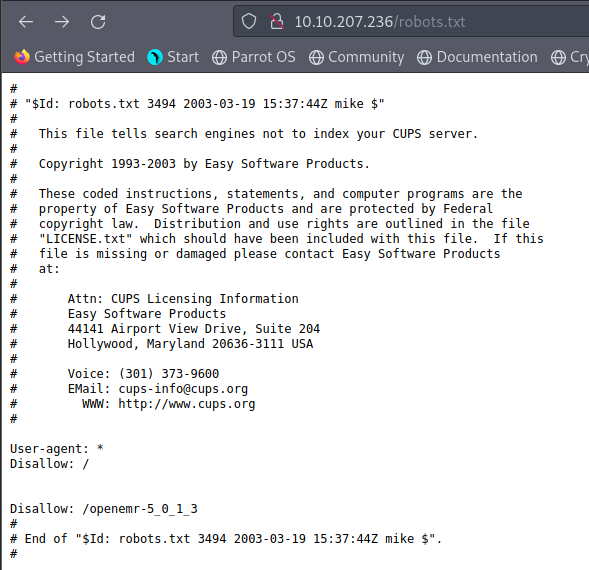 10.10.207.236/robots.txt
Getting Started Start Parrot OS Community Documentation Cry
#
# "$Id: robots.txt 3494 2003-03-19 15:37:44Z mike $"
#
#   This file tells search engines not to index your CUPS server.
#
#   Copyright 1993-2003 by Easy Software Products.
#
#   These coded instructions, statements, and computer programs are the
#   property of Easy Software Products and are protected by Federal
#   copyright law.  Distribution and use rights are outlined in the file
#   "LICENSE.txt" which should have been included with this file.  If this
#   file is missing or damaged please contact Easy Software Products
#   at:
#
#       Attn: CUPS Licensing Information
#       Easy Software Products
#       44141 Airport View Drive, Suite 204
#       Hollywood, Maryland 20636-3111 USA
#
#       Voice: (301) 373-9600
#       EMail: cups-info@cups.org
#         WWW: http://www.cups.org
#
User-agent: *
Disallow: /
Disallow: /openemr-5_0_1_3
#
# End of "$Id: robots.txt 3494 2003-03-19 15:37:44Z mike $".
#